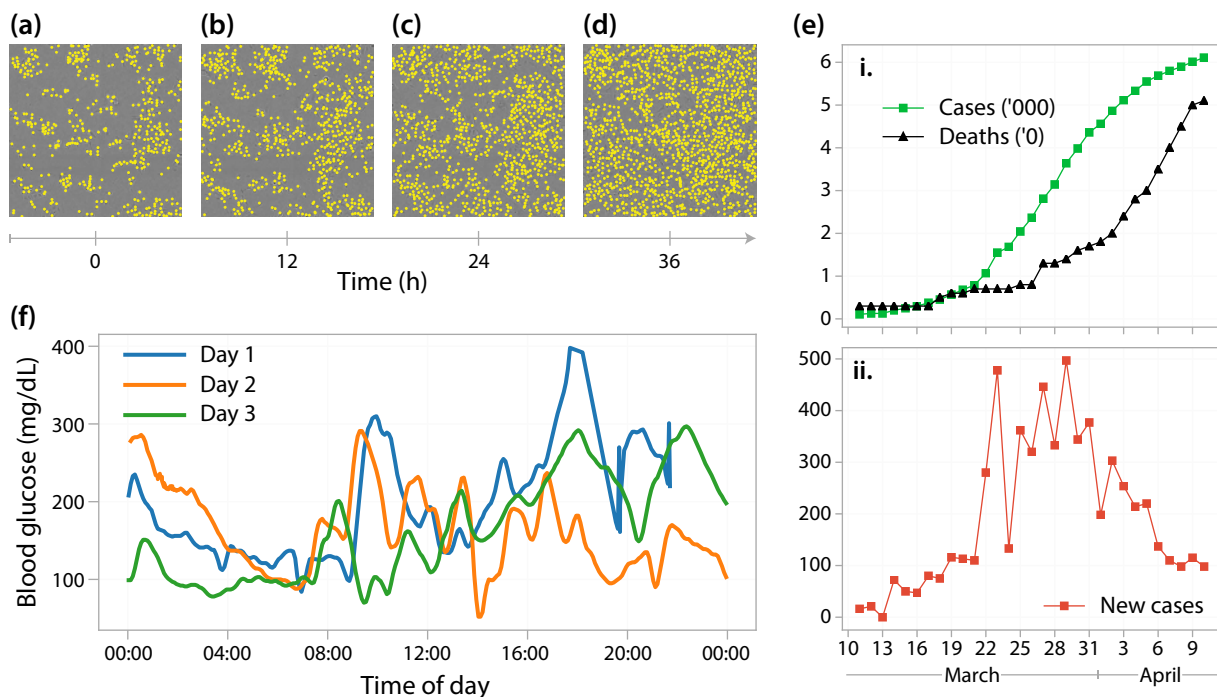 (a) (b) (c) (d)
0 12 24 36
Time (h)
(e)
i.
Cases ('000)
Deaths ('0)
6
5
4
3
2
1
0
ii.
500
400
300
200
100
0
New cases
10 13 16 19 22 25 28 31 3 6 9
March April
(f)
Day 1
Day 2
Day 3
Blood glucose (mg/dL)
400
300
200
100
00:00 04:00 08:00 12:00 16:00 20:00 00:00
Time of day